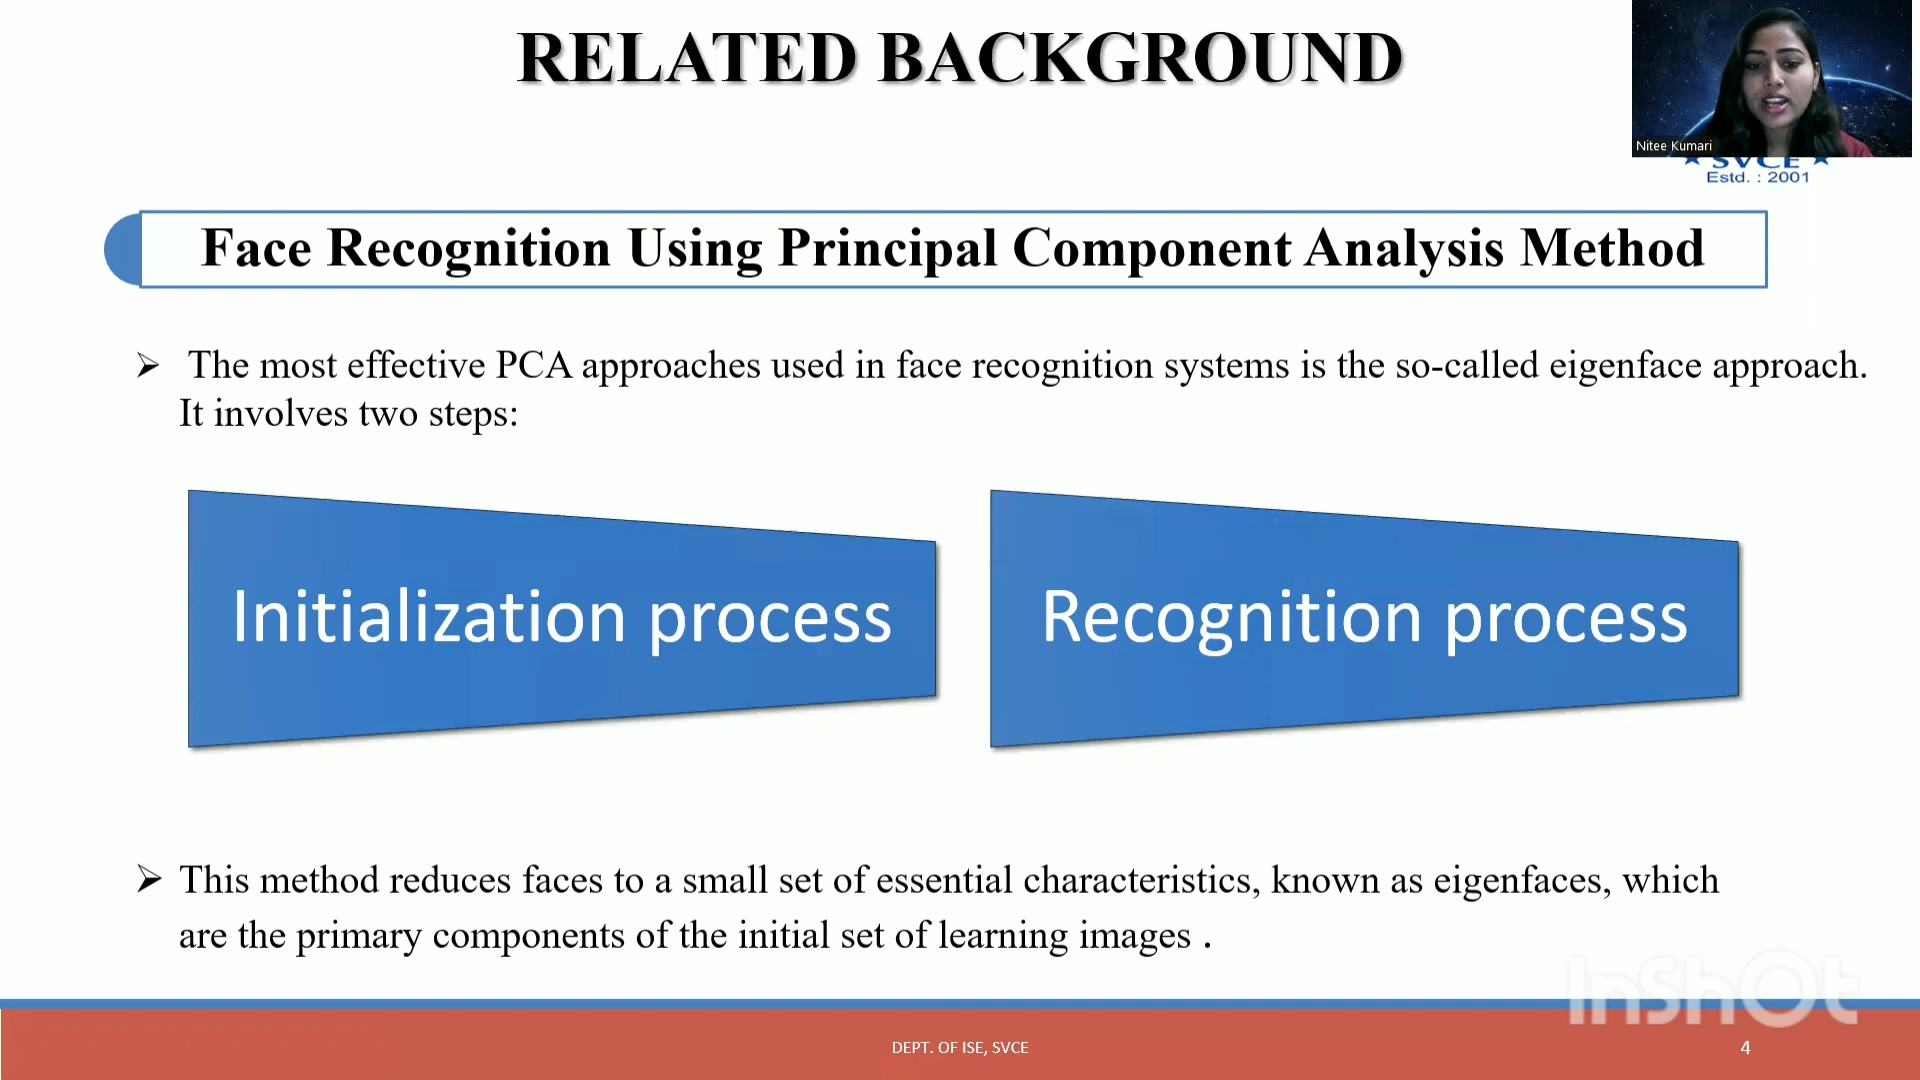 RELATED BACKGROUND
Nitee Kumari
SVCE
Estd. : 2001
Face Recognition Using Principal Component Analysis Method
➢ The most effective PCA approaches used in face recognition systems is the so-called eigenface approach.
It involves two steps:
Initialization process
Recognition process
➢ This method reduces faces to a small set of essential characteristics, known as eigenfaces, which
are the primary components of the initial set of learning images .
InShOt
DEPT. OF ISE, SVCE
4